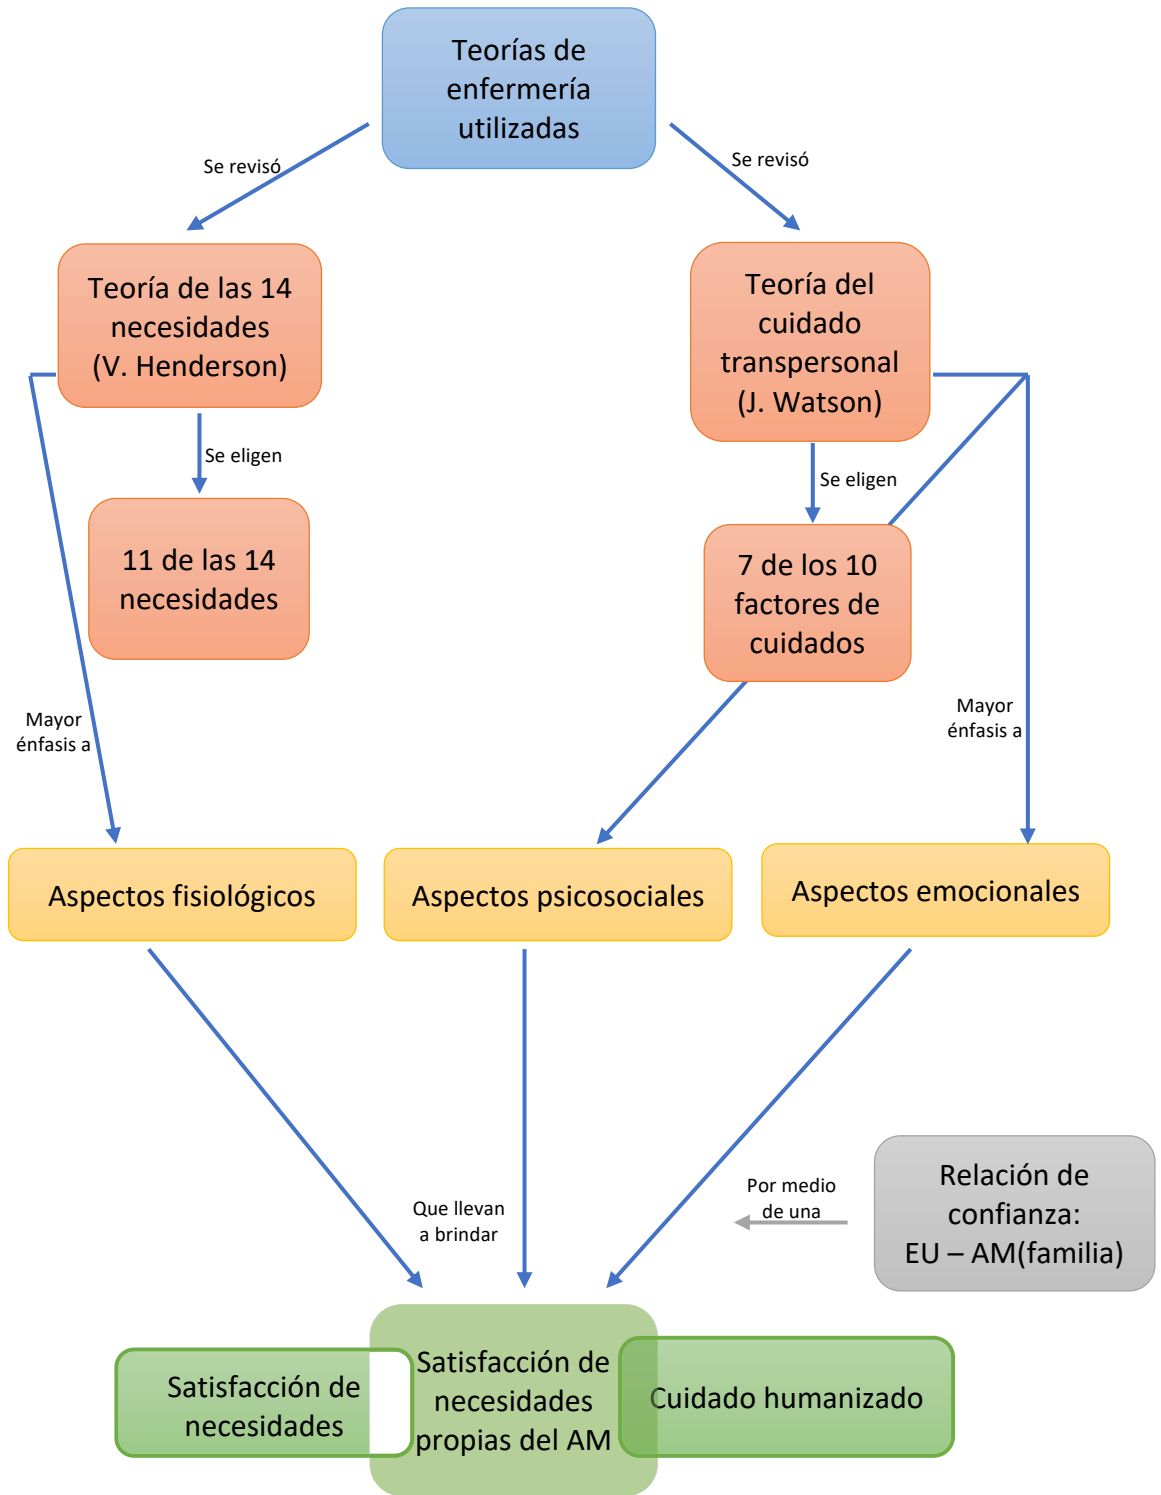 Teorías de
enfermería
utilizadas
Se revisó
Se revisó
Teoría de las 14
necesidades
(V. Henderson)
Teoría del
cuidado
transpersonal
(J. Watson)
Se eligen
Se eligen
11 de las 14
necesidades
7 de los 10
factores de
cuidados
Mayor
énfasis a
Mayor
énfasis a
Aspectos fisiológicos
Aspectos psicosociales
Aspectos emocionales
Que llevan
a brindar
Por medio
de una
Relación de
confianza:
EU – AM(familia)
Satisfacción de
necesidades
Satisfacción de
necesidades
propias del AM
Cuidado humanizado